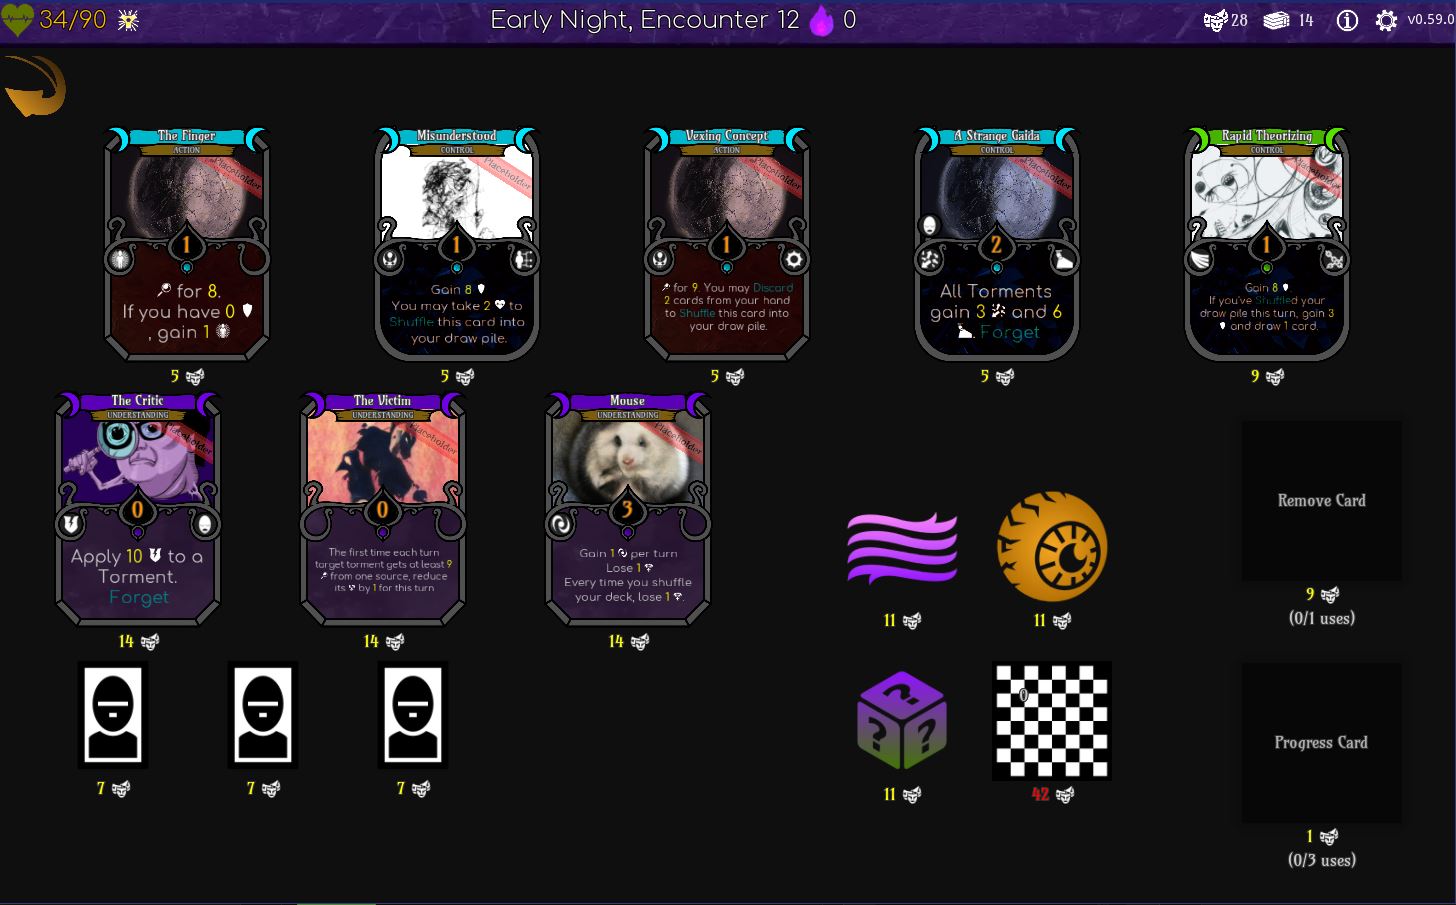 34/90
Early Night, Encounter 12 0
28 14 v0.59.0
The Finger
ACTION
Placeholder
1
for 8.
If you have 0
, gain 1
5
Misunderstood
CONTROL
Placeholder
1
Gain 8
You may take 2 to
Shuffle this card into
your draw pile.
5
Vexing Concept
ACTION
Placeholder
1
for 9. You may Discard
2 cards from your hand
to Shuffle this card into
your draw pile.
5
A Strange Gaida
CONTROL
Placeholder
2
All Torments
gain 3 and 6
. Forget
5
Rapid Theorizing
CONTROL
Placeholder
1
Gain 8
If you've Shuffled your
draw pile this turn, gain 3
and draw 1 card.
9
The Critic
UNDERSTANDING
Placeholder
0
Apply 10 to a
Torment.
Forget
14
The Victim
UNDERSTANDING
Placeholder
0
The first time each turn
target torment gets at least 9
from one source, reduce
its by 1 for this turn
14
Mouse
UNDERSTANDING
Placeholder
3
Gain 1 per turn
Lose 1
Every time you shuffle
your deck, lose 1 .
14
11
11
Remove Card
9
(0/1 uses)
7
7
7
? ? ?
11
0
42
Progress Card
1
(0/3 uses)